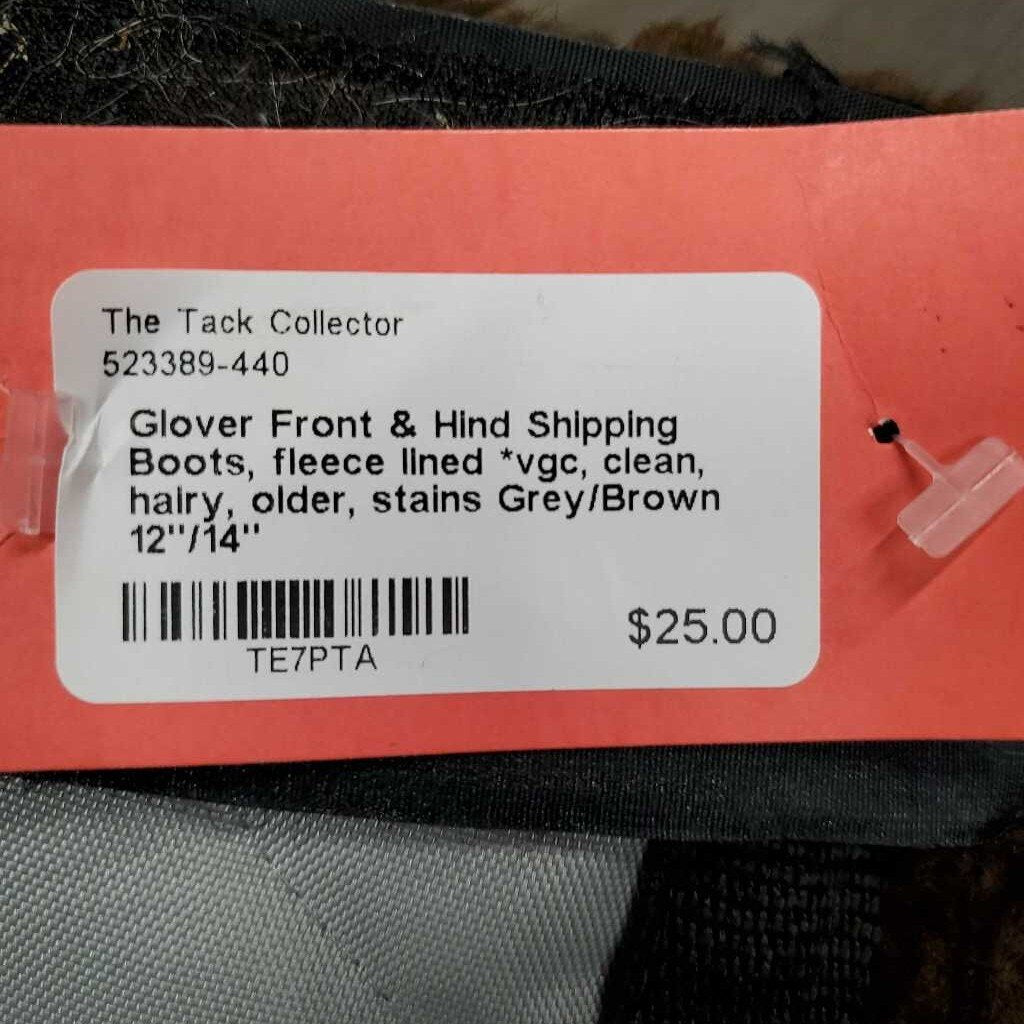 The Tack Collector
523389-440
Glover Front & Hind Shipping
Boots, fleece lined *vgc, clean,
hairy, older, stains Grey/Brown
12"/14"
$25.00
TE7PTA